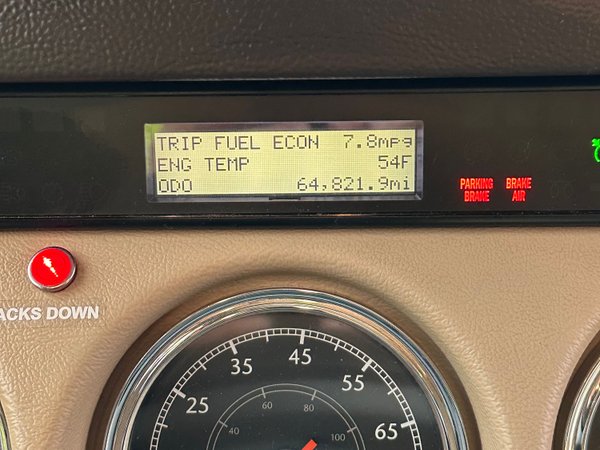 TRIP FUEL ECON 7.8mpg
ENG TEMP 54F
ODO 64,821.9mi
PARKING BRAKE
BRAKE AIR
ACKS DOWN
25 35 45 55 65
40 60 80 100